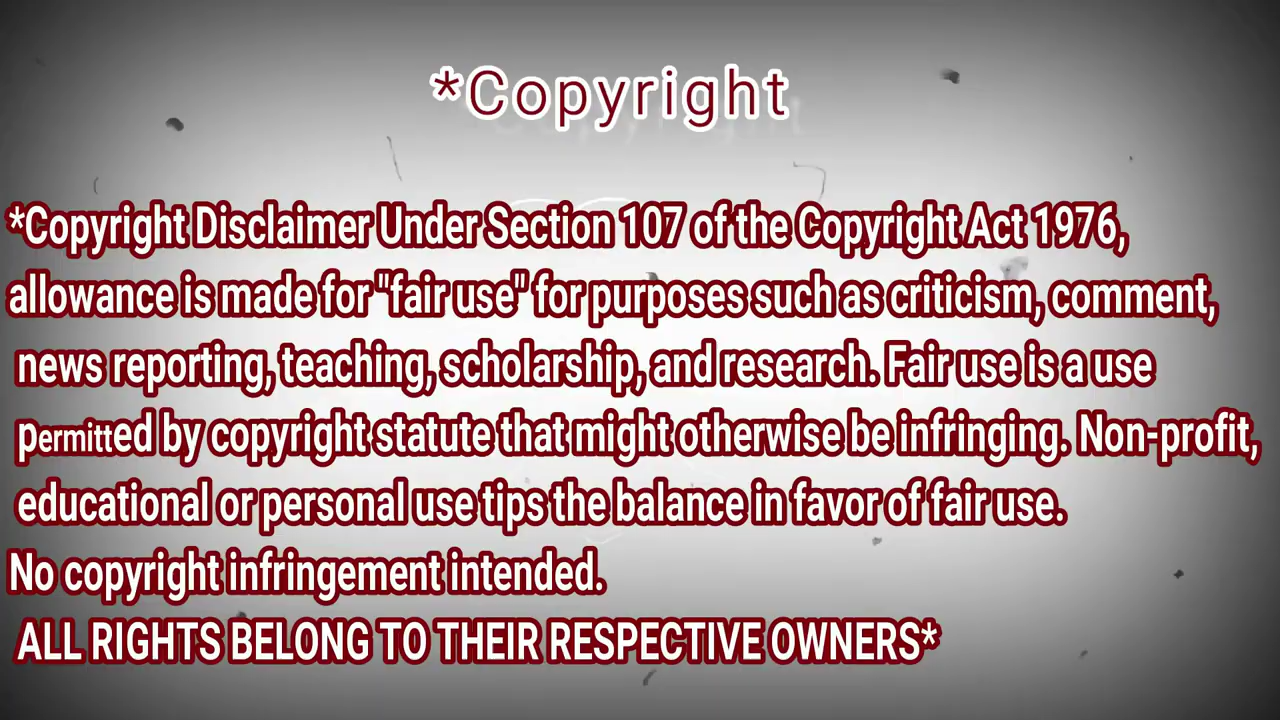 *Copyright
*Copyright Disclaimer Under Section 107 of the Copyright Act 1976,
allowance is made for "fair use" for purposes such as criticism, comment,
news reporting, teaching, scholarship, and research. Fair use is a use
permitted by copyright statute that might otherwise be infringing. Non-profit,
educational or personal use tips the balance in favor of fair use.
No copyright infringement intended.
ALL RIGHTS BELONG TO THEIR RESPECTIVE OWNERS*